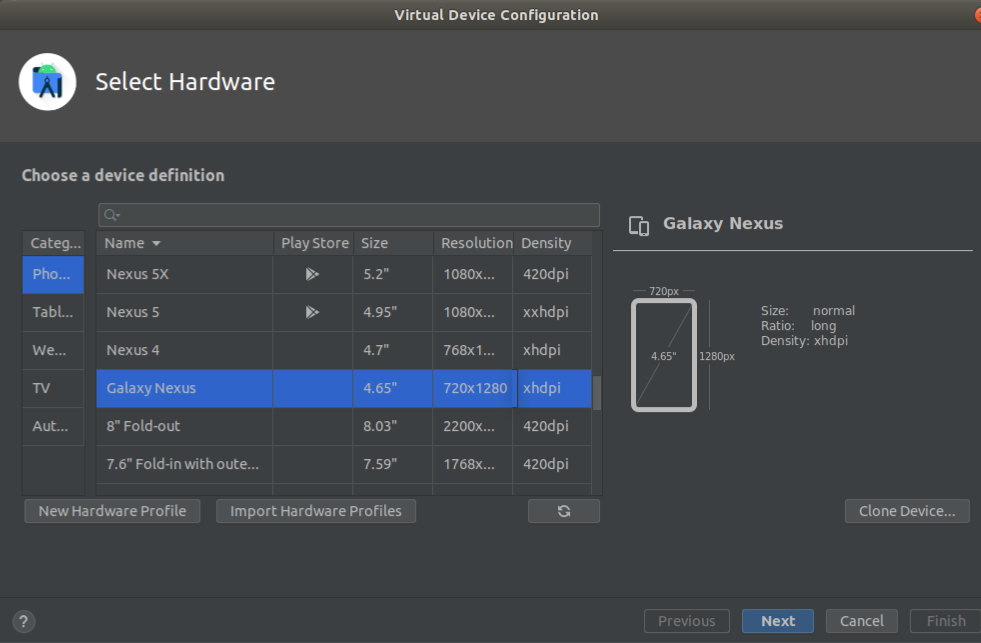 Virtual Device Configuration
Select Hardware
Choose a device definition
Categ... Name Play Store Size Resolution Density
Pho... Nexus 5X 5.2" 1080x... 420dpi
Tabl... Nexus 5 4.95" 1080x... xxhdpi
We... Nexus 4 4.7" 768x1... xhdpi
TV Galaxy Nexus 4.65" 720x1280 xhdpi
Aut... 8" Fold-out 8.03" 2200x... 420dpi
7.6" Fold-in with oute... 7.59" 1768x... 420dpi
New Hardware Profile Import Hardware Profiles
Galaxy Nexus
720px
4.65" 1280px
Size: normal
Ratio: long
Density: xhdpi
Clone Device...
? Previous Next Cancel Finish